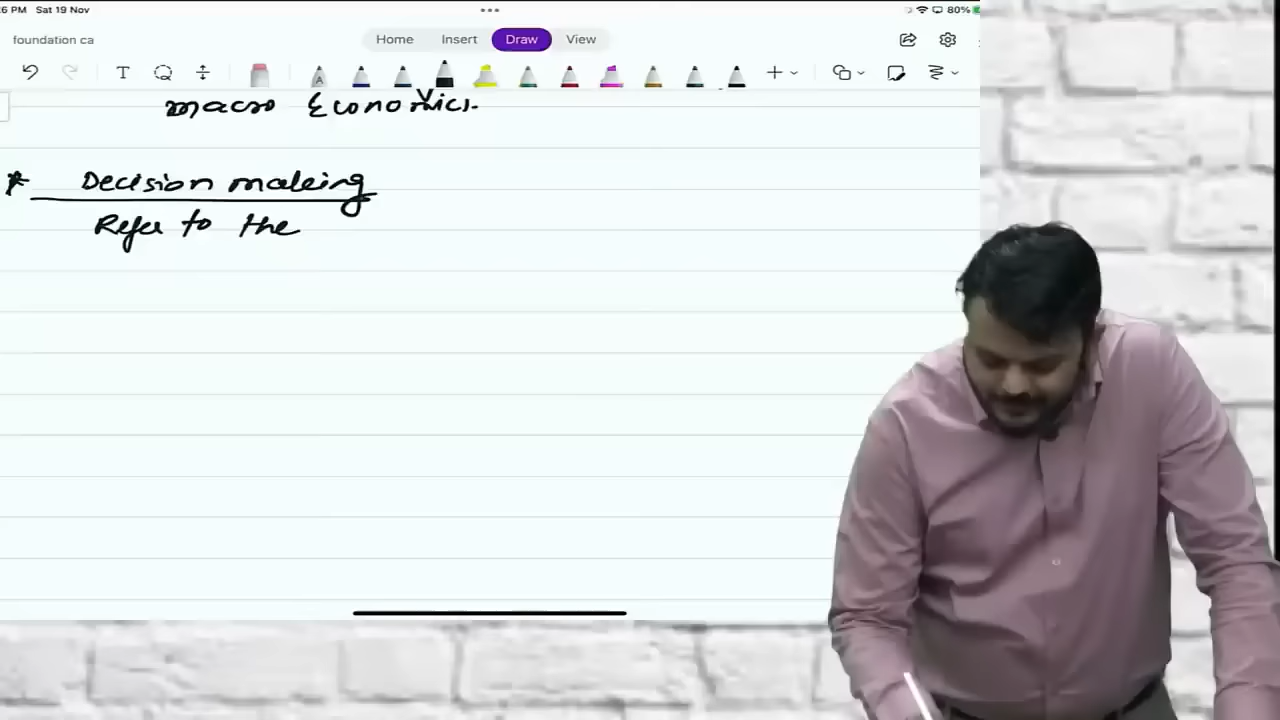 6 PM Sat 19 Nov
80%
foundation ca
Home Insert Draw View
T
A
macro Economics.
* Decision making
Refer to the